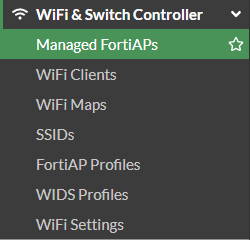 WiFi & Switch Controller
Managed FortiAPs
WiFi Clients
WiFi Maps
SSIDs
FortiAP Profiles
WIDS Profiles
WiFi Settings